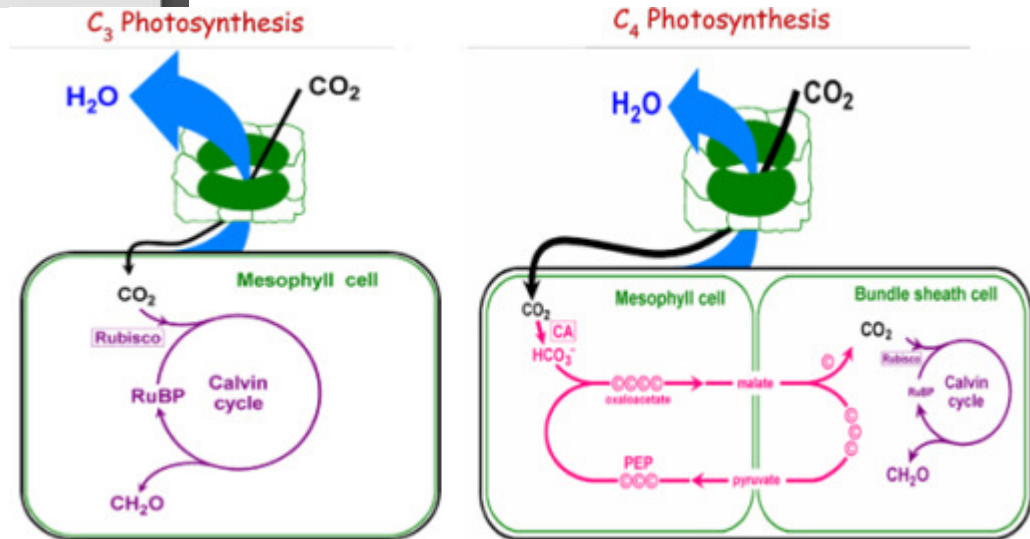 C₃ Photosynthesis
H₂O
CO₂
Mesophyll cell
CO₂
Rubisco
RuBP
Calvin
cycle
CH₂O
C₄ Photosynthesis
H₂O
CO₂
Mesophyll cell
Bundle sheath cell
CO₂
CA
HCO₃⁻
©©©©
oxaloacetate
malate
©
CO₂
Rubisco
RuBP
Calvin
cycle
CH₂O
©
©
©
PEP
©©©
pyruvate